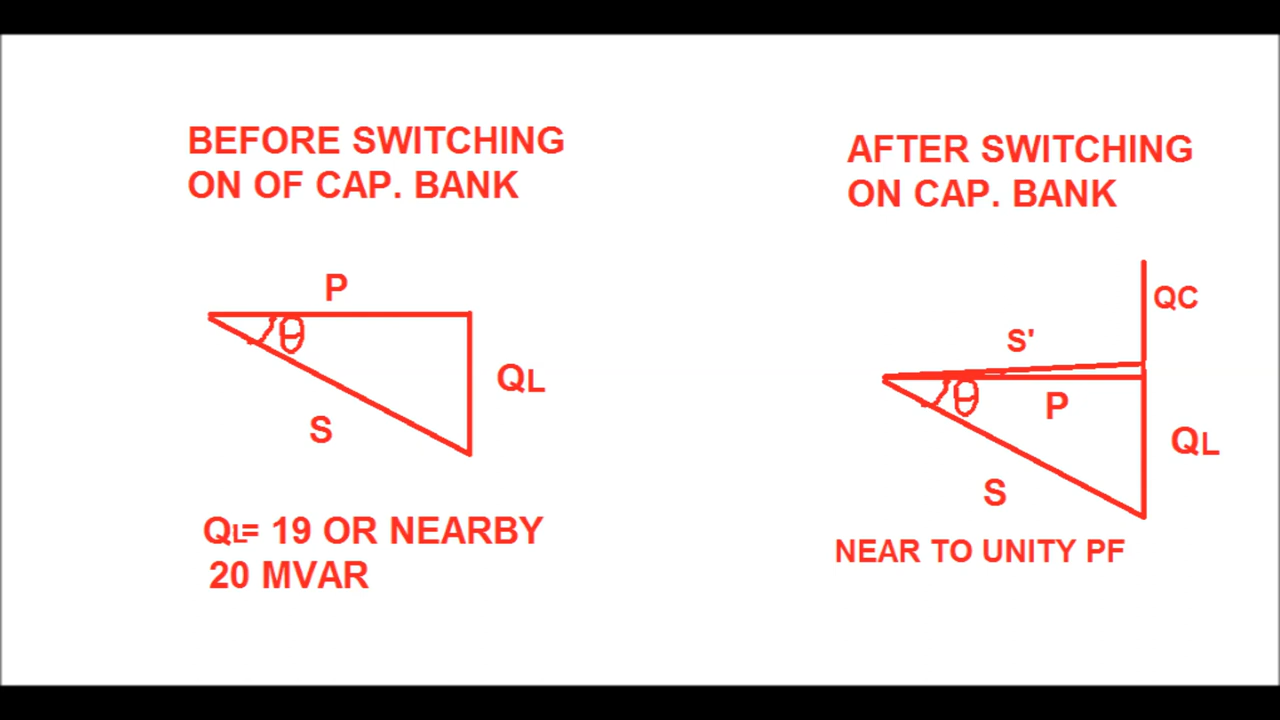 BEFORE SWITCHING
ON OF CAP. BANK
P
θ
QL
S
QL= 19 OR NEARBY
20 MVAR
AFTER SWITCHING
ON CAP. BANK
QC
S'
θ
P
QL
S
NEAR TO UNITY PF